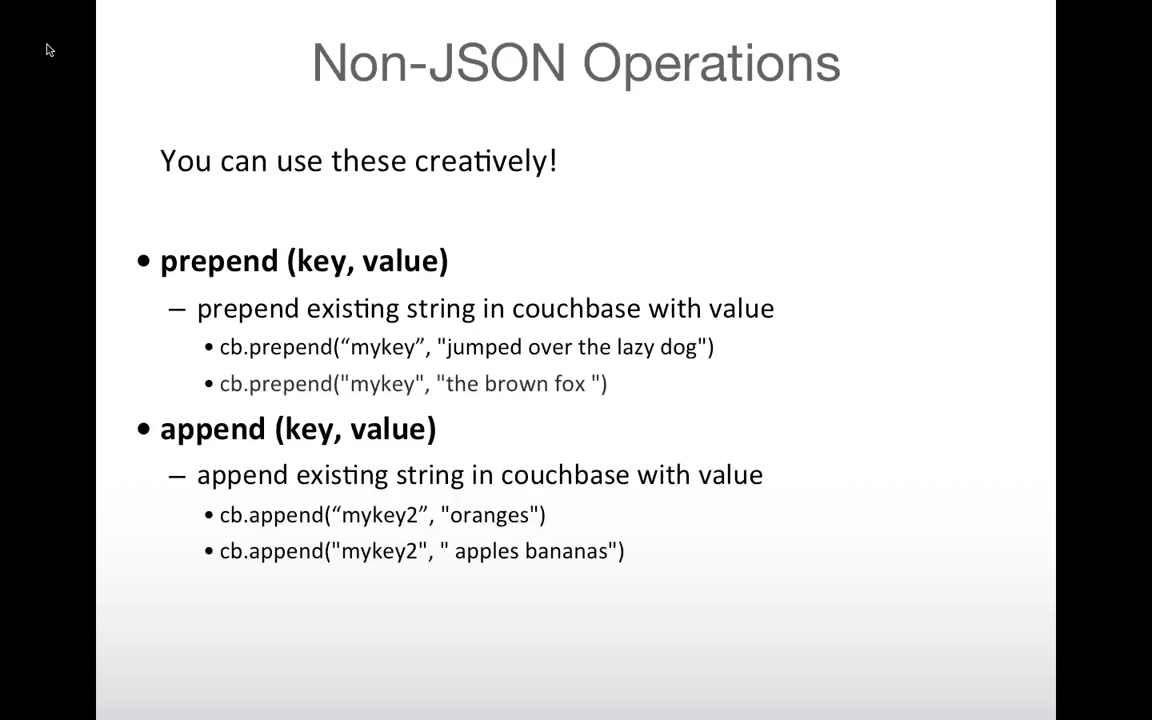 Non-JSON Operations
You can use these creatively!
• prepend (key, value)
– prepend existing string in couchbase with value
• cb.prepend(“mykey”, "jumped over the lazy dog")
• cb.prepend("mykey", "the brown fox ")
• append (key, value)
– append existing string in couchbase with value
• cb.append(“mykey2”, "oranges")
• cb.append("mykey2", " apples bananas")